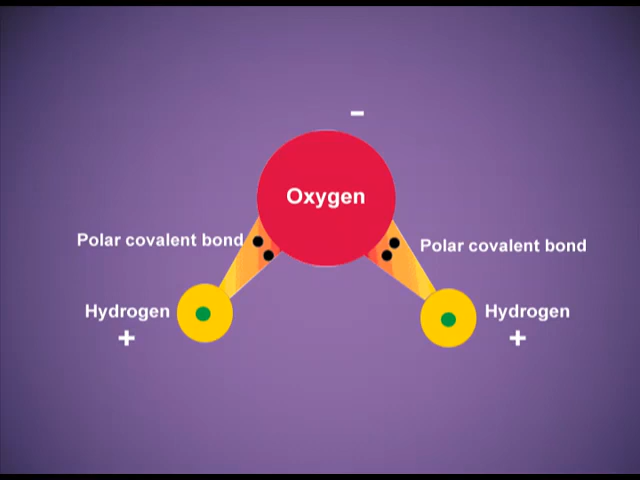 -
Oxygen
Polar covalent bond
Polar covalent bond
Hydrogen
Hydrogen
+
+